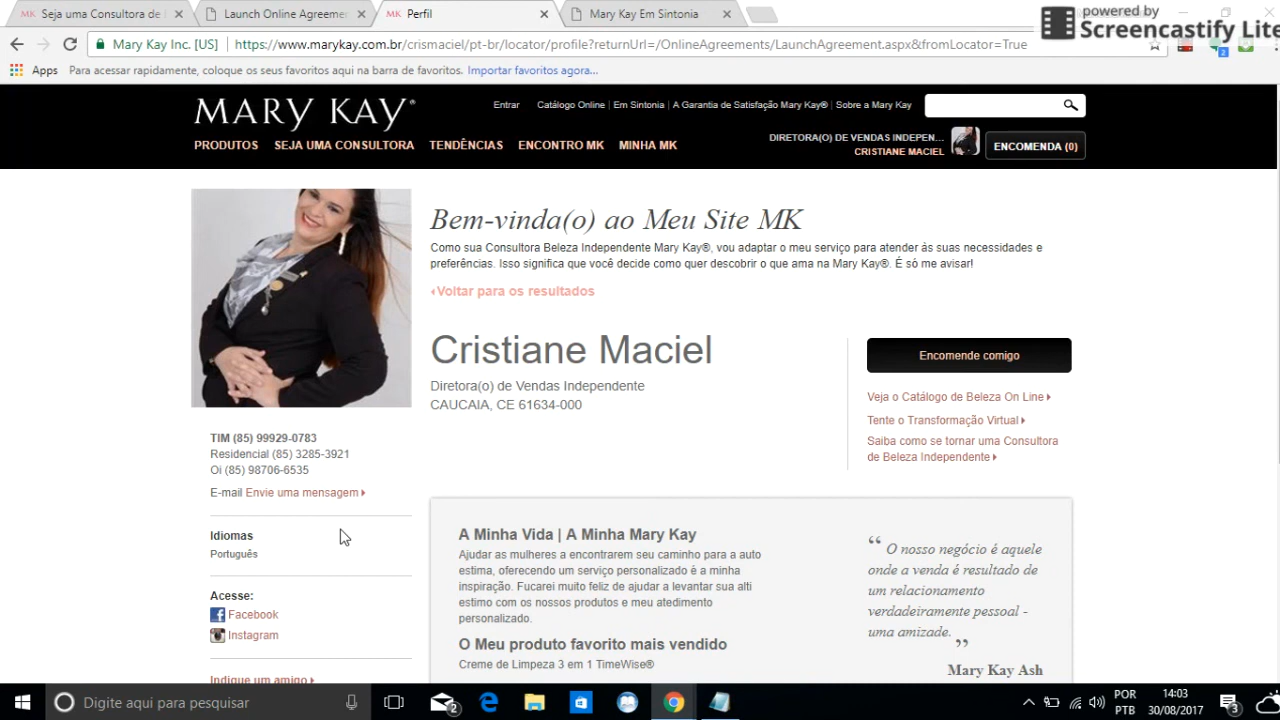 powered by
Screencastify Lite
MK Seja uma Consultora de
Launch Online Agreemen
MK Perfil
Mary Kay Em Sintonia
Mary Kay Inc. [US] https://www.marykay.com.br/crismaciel/pt-br/locator/profile?returnUrl=/OnlineAgreements/LaunchAgreement.aspx&fromLocator=True
2
Apps Para acessar rapidamente, coloque os seus favoritos aqui na barra de favoritos. Importar favoritos agora...
MARY KAY®
Entrar Catálogo Online | Em Sintonia | A Garantia de Satisfação Mary Kay® | Sobre a Mary Kay
PRODUTOS SEJA UMA CONSULTORA TENDÊNCIAS ENCONTRO MK MINHA MK
DIRETORA(O) DE VENDAS INDEPEN...
CRISTIANE MACIEL
ENCOMENDA (0)
Bem-vinda(o) ao Meu Site MK
Como sua Consultora Beleza Independente Mary Kay®, vou adaptar o meu serviço para atender às suas necessidades e
preferências. Isso significa que você decide como quer descobrir o que ama na Mary Kay®. É só me avisar!
Voltar para os resultados
Cristiane Maciel
Diretora(o) de Vendas Independente
CAUCAIA, CE 61634-000
Encomende comigo
Veja o Catálogo de Beleza On Line
Tente o Transformação Virtual
Saiba como se tornar uma Consultora
de Beleza Independente
TIM (85) 99929-0783
Residencial (85) 3285-3921
Oi (85) 98706-6535
E-mail Envie uma mensagem
Idiomas
Português
Acesse:
Facebook
Instagram
Indique um amigo
A Minha Vida | A Minha Mary Kay
Ajudar as mulheres a encontrarem seu caminho para a auto
estima, oferecendo um serviço personalizado é a minha
inspiração. Fucarei muito feliz de ajudar a levantar sua alti
estimo com os nossos produtos e meu atedimento
personalizado.
O Meu produto favorito mais vendido
Creme de Limpeza 3 em 1 TimeWise®
“ O nosso negócio é aquele
onde a venda é resultado de
um relacionamento
verdadeiramente pessoal -
uma amizade. ”
Mary Kay Ash
Digite aqui para pesquisar
2
POR
PTB
14:03
30/08/2017
3